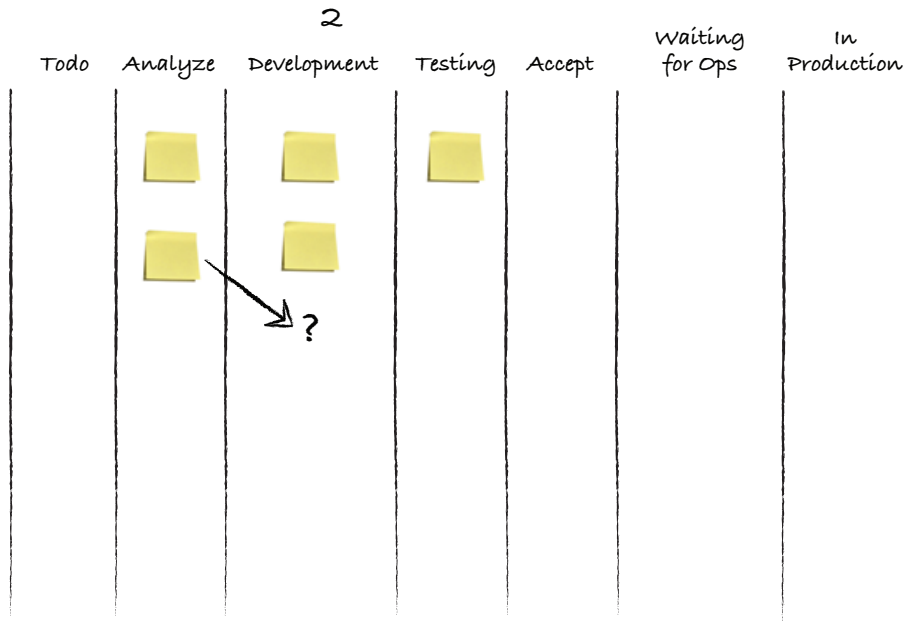 2
Todo Analyze Development Testing Accept Waiting for Ops In Production
?